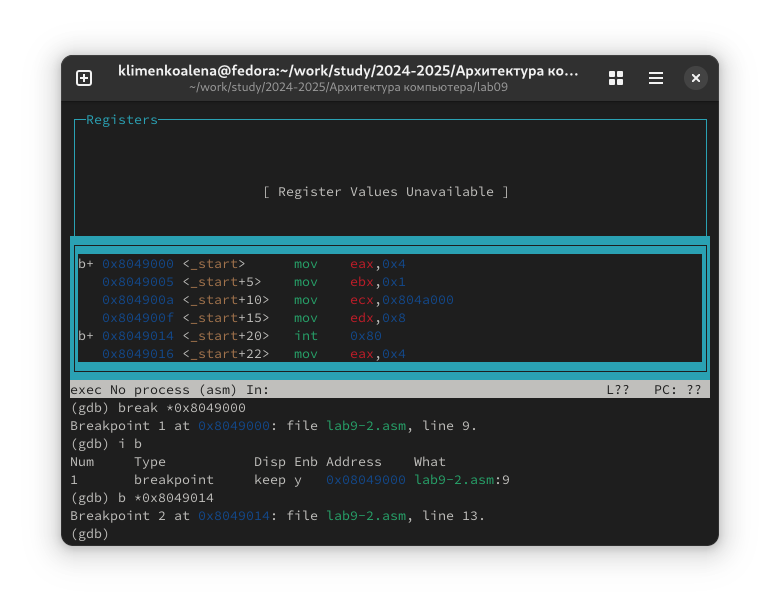 klimenkoalena@fedora:~/work/study/2024-2025/Архитектура ко...
~/work/study/2024-2025/Архитектура компьютера/lab09
Registers
[ Register Values Unavailable ]
b+ 0x8049000 <_start> mov eax,0x4
0x8049005 <_start+5> mov ebx,0x1
0x804900a <_start+10> mov ecx,0x804a000
0x804900f <_start+15> mov edx,0x8
b+ 0x8049014 <_start+20> int 0x80
0x8049016 <_start+22> mov eax,0x4
exec No process (asm) In: L?? PC: ??
(gdb) break *0x8049000
Breakpoint 1 at 0x8049000: file lab9-2.asm, line 9.
(gdb) i b
Num Type Disp Enb Address What
1 breakpoint keep y 0x08049000 lab9-2.asm:9
(gdb) b *0x8049014
Breakpoint 2 at 0x8049014: file lab9-2.asm, line 13.
(gdb)